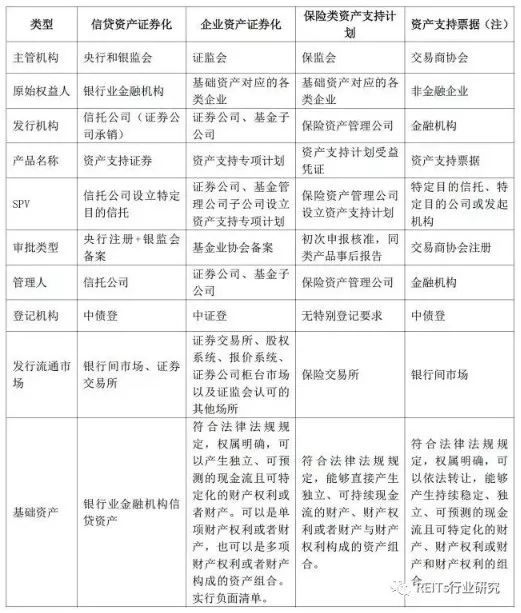 类型
信贷资产证券化
企业资产证券化
保险类资产支持计
划
资产支持票据（注）
主管机构
央行和银监会
证监会
保监会
交易商协会
原始权益人
银行业金融机构
基础资产对应的各
类企业
基础资产对应的各
类企业
非金融企业
发行机构
信托公司（证券公
司承销）
证券公司、基金子
公司
保险资产管理公司
金融机构
产品名称
资产支持证券
资产支持专项计划
资产支持计划受益
凭证
资产支持票据
SPV
信托公司设立特定
目的信托
证券公司、基金管
理公司子公司设立
资产支持专项计划
保险资产管理公司
设立资产支持计划
特定目的信托、特
定目的公司或发起
机构
审批类型
央行注册+银监会
备案
基金业协会备案
初次申报核准，同
类产品事后报告
交易商协会注册
管理人
信托公司
证券公司、基金子
公司
保险资产管理公司
金融机构
登记机构
中债登
中证登
无特别登记要求
中债登
发行流通市
场
银行间市场、证券
交易所
证券交易所、股权
系统、报价系统、
证券公司柜台市场
以及证监会认可的
其他场所
保险交易所
银行间市场
基础资产
银行业金融机构信
贷资产
符合法律法规规
定，权属明确，可
以产生独立、可预
测的现金流且可特
定化的财产权利或
者财产。可以是单
项财产权利或者财
产，也可以是多项
财产权利或者财产
构成的资产组合。
实行负面清单。
符合法律法规规
定，能够直接产生
独立、可持续现金
流的财产、财产权
利或者财产与财产
权利构成的资产组
合。
符合法律法规规
定，权属明确，可
以依法转让，能够
产生持续稳定、独
立、可预测的现金
流且可特定化的财
产、财产权利或财
产和财产权利的组
合
REITs行业研究